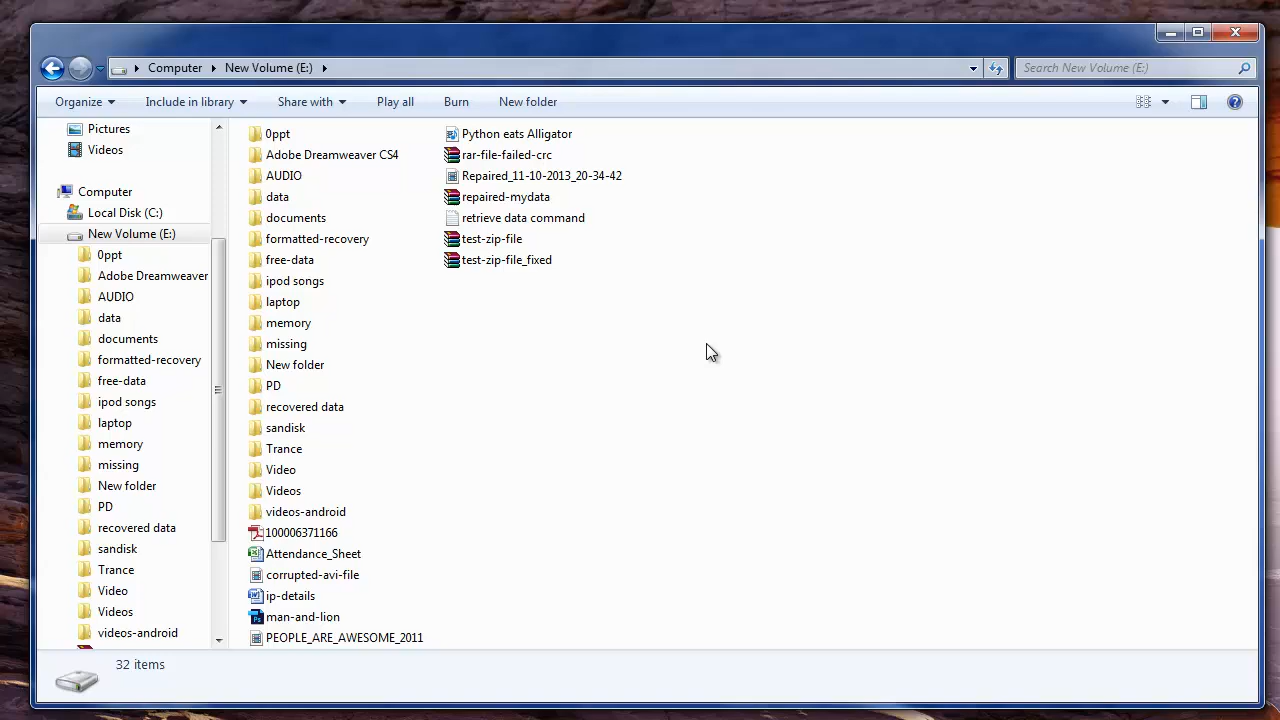 Computer
New Volume (E:)
Search New Volume (E:)
Organize
Include in library
Share with
Play all
Burn
New folder
Pictures
Videos
Computer
Local Disk (C:)
New Volume (E:)
0ppt
Adobe Dreamweaver
AUDIO
data
documents
formatted-recovery
free-data
ipod songs
laptop
memory
missing
New folder
PD
recovered data
sandisk
Trance
Video
Videos
videos-android
0ppt
Adobe Dreamweaver CS4
AUDIO
data
documents
formatted-recovery
free-data
ipod songs
laptop
memory
missing
New folder
PD
recovered data
sandisk
Trance
Video
Videos
videos-android
100006371166
Attendance_Sheet
corrupted-avi-file
ip-details
man-and-lion
PEOPLE_ARE_AWESOME_2011
Python eats Alligator
rar-file-failed-crc
Repaired_11-10-2013_20-34-42
repaired-mydata
retrieve data command
test-zip-file
test-zip-file_fixed
32 items